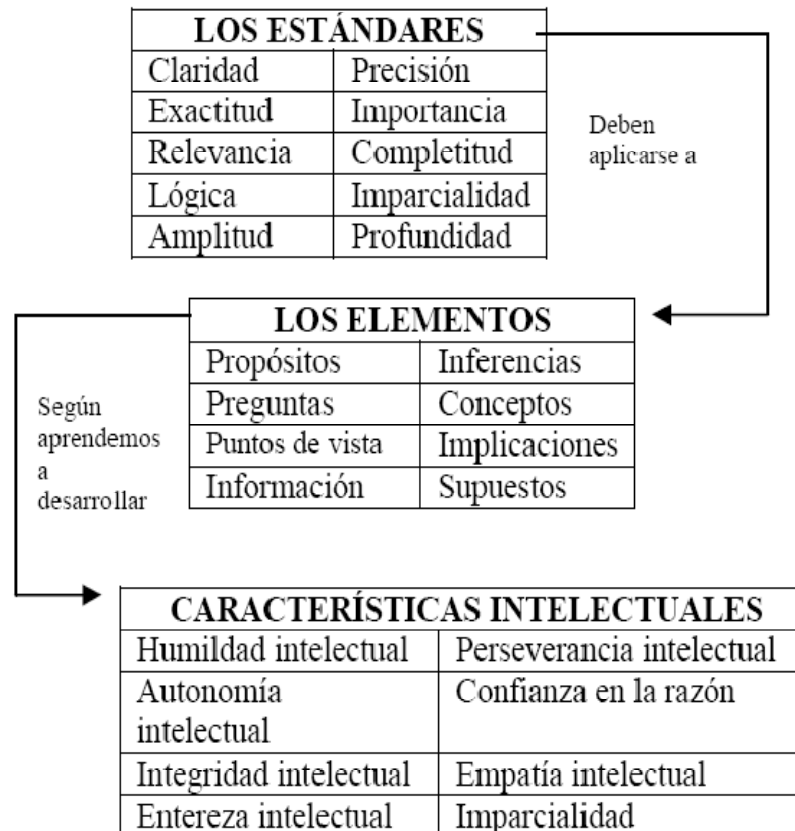 LOS ESTÁNDARES
Claridad Precisión
Exactitud Importancia
Relevancia Completitud
Lógica Imparcialidad
Amplitud Profundidad
Deben
aplicarse a
LOS ELEMENTOS
Propósitos Inferencias
Preguntas Conceptos
Puntos de vista Implicaciones
Información Supuestos
Según
aprendemos
a
desarrollar
CARACTERÍSTICAS INTELECTUALES
Humildad intelectual Perseverancia intelectual
Autonomía Confianza en la razón
intelectual
Integridad intelectual Empatía intelectual
Entereza intelectual Imparcialidad